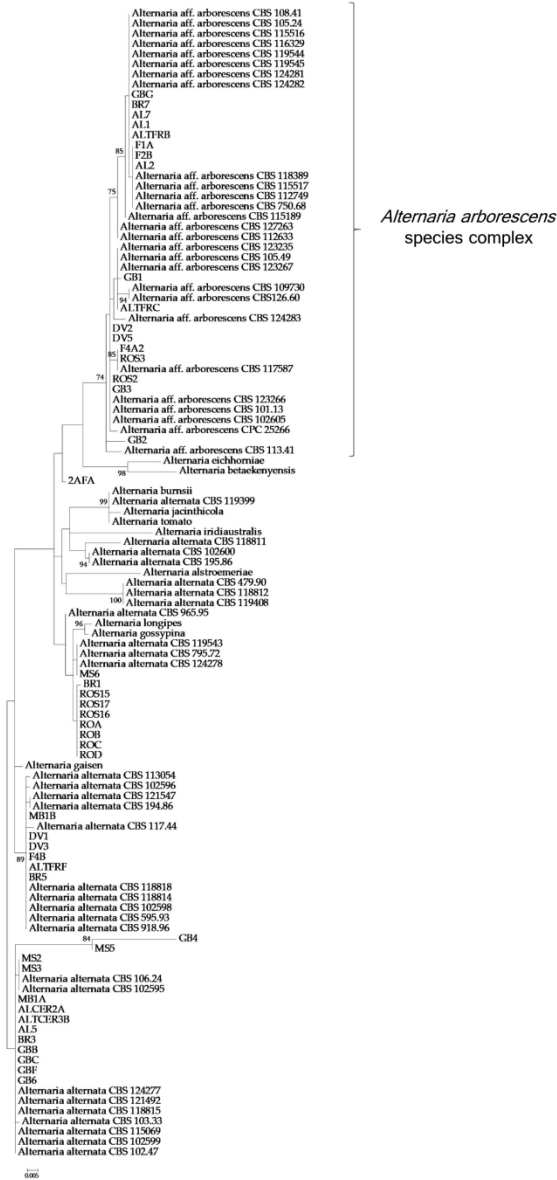 Alternaria aff. arborescens CBS 108.41
Alternaria aff. arborescens CBS 105.24
Alternaria aff. arborescens CBS 115516
Alternaria aff. arborescens CBS 116329
Alternaria aff. arborescens CBS 119544
Alternaria aff. arborescens CBS 119545
Alternaria aff. arborescens CBS 124281
Alternaria aff. arborescens CBS 124282
GBG
BR7
AL7
AL1
ALTFRB
F1A
85
F2B
AL2
Alternaria aff. arborescens CBS 118389
Alternaria aff. arborescens CBS 115517
75
Alternaria aff. arborescens CBS 112749
Alternaria aff. arborescens CBS 750.68
Alternaria aff. arborescens CBS 115189
Alternaria arborescens
species complex
Alternaria aff. arborescens CBS 127263
Alternaria aff. arborescens CBS 112633
Alternaria aff. arborescens CBS 123235
Alternaria aff. arborescens CBS 105.49
Alternaria aff. arborescens CBS 123267
GB1
Alternaria aff. arborescens CBS 109730
94
Alternaria aff. arborescens CBS126.60
ALTFRC
Alternaria aff. arborescens CBS 124283
DV2
DV5
F4A2
85
ROS3
Alternaria aff. arborescens CBS 117587
74
ROS2
GB3
Alternaria aff. arborescens CBS 123266
Alternaria aff. arborescens CBS 101.13
Alternaria aff. arborescens CBS 102605
Alternaria aff. arborescens CPC 25266
GB2
Alternaria aff. arborescens CBS 113.41
Alternaria eichhorniae
98
Alternaria betaekenyensis
2AFA
Alternaria burnsii
99
Alternaria alternata CBS 119399
Alternaria jacinthicola
Alternaria tomato
Alternaria iridiaustralis
Alternaria alternata CBS 118811
Alternaria alternata CBS 102600
94
Alternaria alternata CBS 195.86
Alternaria alstroemeriae
Alternaria alternata CBS 479.90
Alternaria alternata CBS 118812
100
Alternaria alternata CBS 119408
Alternaria alternata CBS 965.95
96
Alternaria longipes
Alternaria gossypina
Alternaria alternata CBS 119543
Alternaria alternata CBS 795.72
Alternaria alternata CBS 124278
MS6
BR1
ROS15
ROS17
ROS16
ROA
ROB
ROC
ROD
Alternaria gaisen
Alternaria alternata CBS 113054
Alternaria alternata CBS 102596
Alternaria alternata CBS 121547
Alternaria alternata CBS 194.86
MB1B
Alternaria alternata CBS 117.44
DV1
DV3
89
F4B
ALTFRF
BR5
Alternaria alternata CBS 118818
Alternaria alternata CBS 118814
Alternaria alternata CBS 102598
Alternaria alternata CBS 595.93
Alternaria alternata CBS 918.96
84
GB4
MS5
MS2
MS3
Alternaria alternata CBS 106.24
Alternaria alternata CBS 102595
MB1A
ALCER2A
ALTCER3B
AL5
BR3
GBB
GBC
GBF
GB6
Alternaria alternata CBS 124277
Alternaria alternata CBS 121492
Alternaria alternata CBS 118815
Alternaria alternata CBS 103.33
Alternaria alternata CBS 115069
Alternaria alternata CBS 102599
Alternaria alternata CBS 102.47
0.005